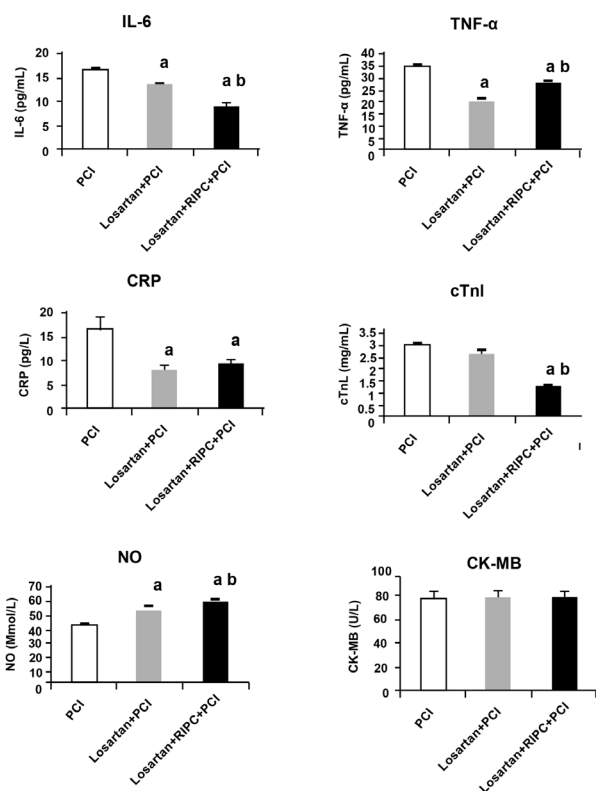 IL-6
IL-6 (pg/mL)
20
15
10
5
0
a
a b
PCI
Losartan+PCI
Losartan+RIPC+PCI
TNF-α
TNF-α (pg/mL)
40
35
30
25
20
15
10
5
0
a
a b
PCI
Losartan+PCI
Losartan+RIPC+PCI
CRP
CRP (pg/L)
20
15
10
5
0
a
a
PCI
Losartan+PCI
Losartan+RIPC+PCI
cTnI
cTnL (mg/mL)
3.5
3
2.5
2
1.5
1
0.5
0
a b
PCI
Losartan+PCI
Losartan+RIPC+PCI
NO
NO (Mmol/L)
70
60
50
40
30
20
10
0
a
a b
PCI
Losartan+PCI
Losartan+RIPC+PCI
CK-MB
CK-MB (U/L)
100
80
60
40
20
0
PCI
Losartan+PCI
Losartan+RIPC+PCI